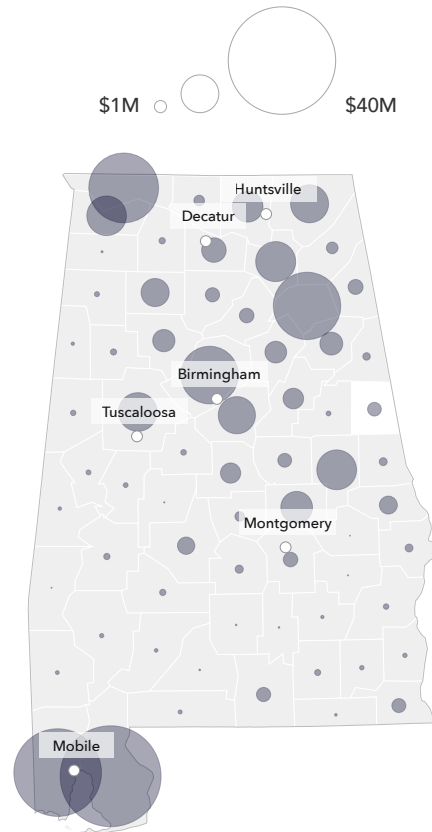 $1M
$40M
Huntsville
Decatur
Birmingham
Tuscaloosa
Montgomery
Mobile